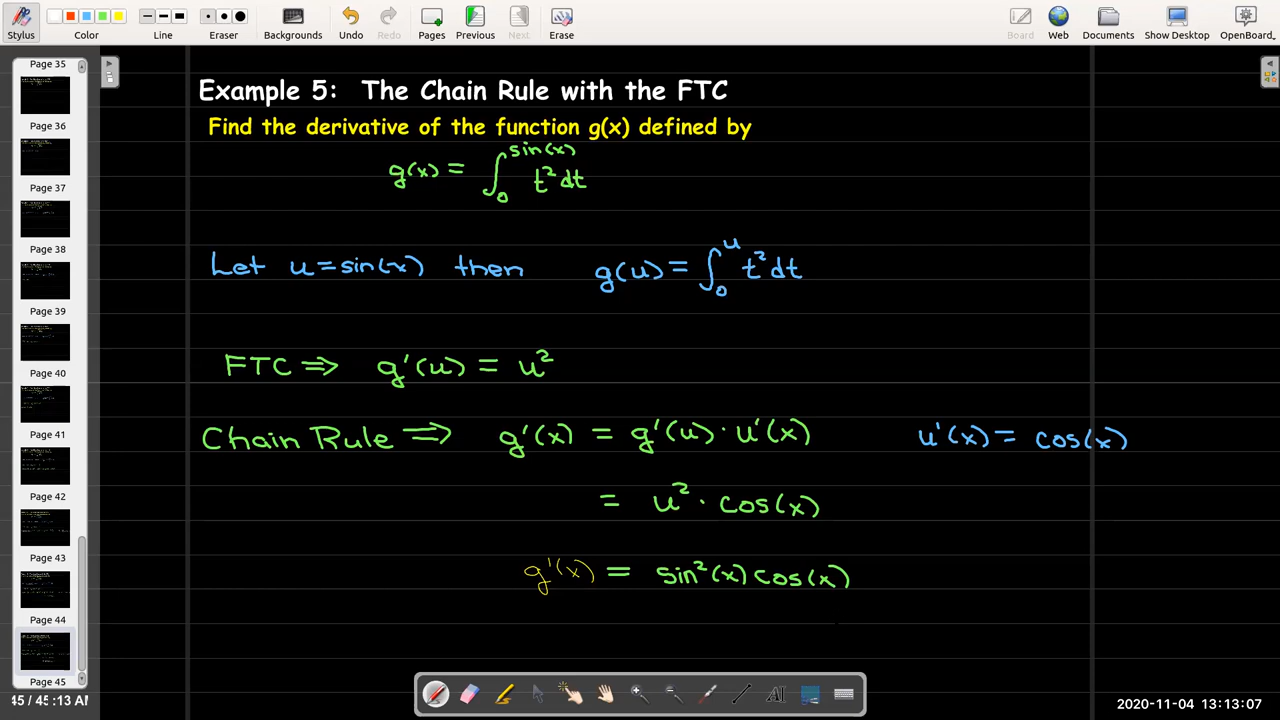 Stylus Color Line Eraser Backgrounds Undo Redo Pages Previous Next Erase Board Web Documents Show Desktop OpenBoard
Page 35
Page 36
Page 37
Page 38
Page 39
Page 40
Page 41
Page 42
Page 43
Page 44
Page 45
Example 5: The Chain Rule with the FTC
Find the derivative of the function g(x) defined by
g(x) = ∫₀^sin(x) t² dt
Let u = sin(x) then g(u) = ∫₀^u t² dt
FTC ⇒ g'(u) = u²
Chain Rule ⇒ g'(x) = g'(u) · u'(x) u'(x) = cos(x)
= u² · cos(x)
g'(x) = sin²(x) cos(x)
2020-11-04 13:13:07